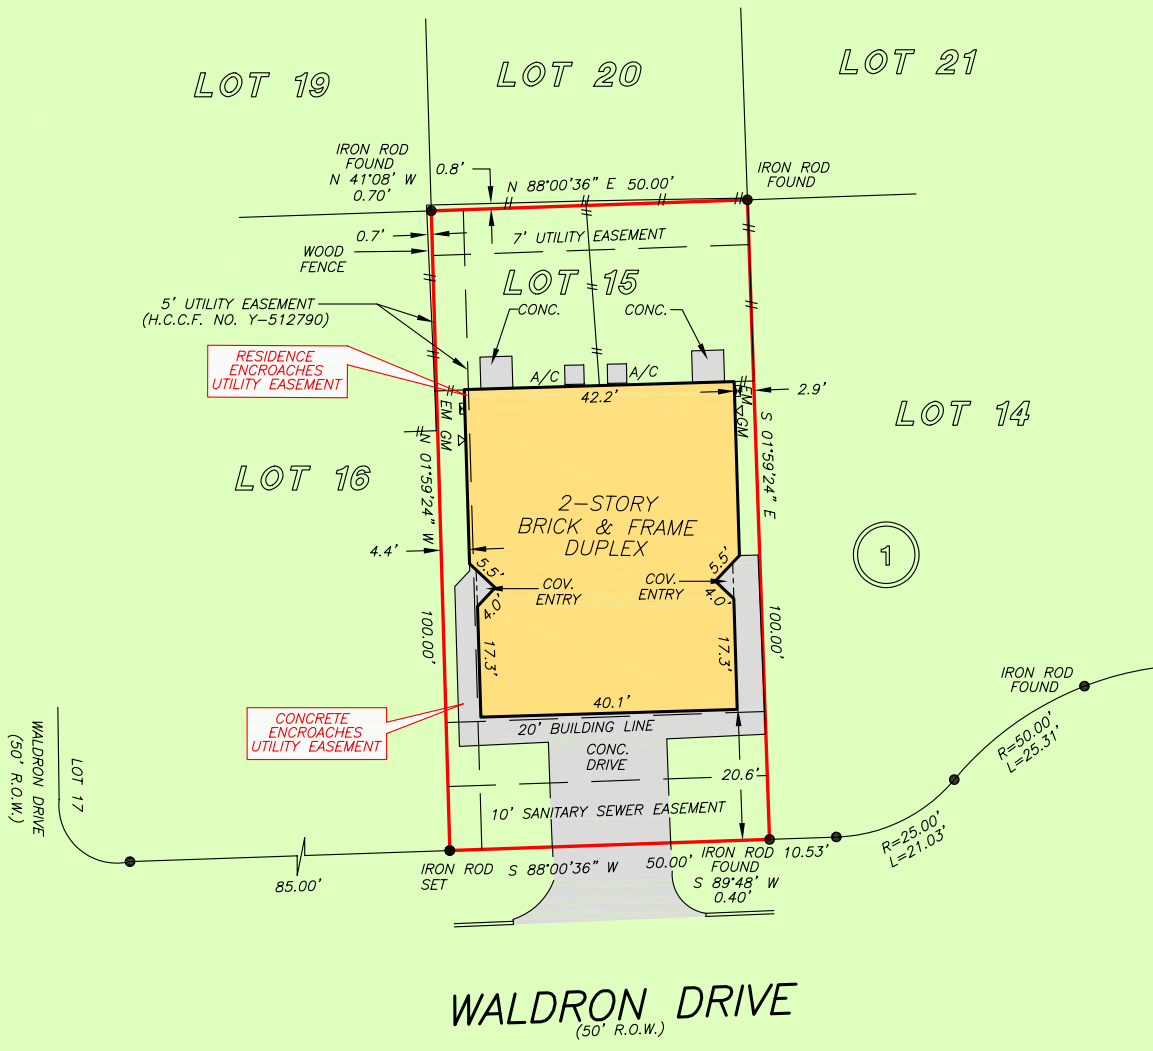 LOT 19
LOT 20
LOT 21
IRON ROD
FOUND
N 41°08' W
0.70'
0.8'
N 88°00'36" E 50.00'
IRON ROD
FOUND
0.7'
WOOD
FENCE
7' UTILITY EASEMENT
LOT 15
5' UTILITY EASEMENT
(H.C.C.F. NO. Y-512790)
CONC.
CONC.
RESIDENCE
ENCROACHES
UTILITY EASEMENT
A/C
A/C
42.2'
2.9'
EM GM
EM GM
LOT 14
LOT 16
N 01°59'24" W
100.00'
S 01°59'24" E
100.00'
2-STORY
BRICK & FRAME
DUPLEX
1
4.4'
5.5'
4.0'
COV.
ENTRY
COV.
ENTRY
5.5'
4.0'
17.3'
17.3'
40.1'
CONCRETE
ENCROACHES
UTILITY EASEMENT
20' BUILDING LINE
CONC.
DRIVE
20.6'
10' SANITARY SEWER EASEMENT
IRON ROD
FOUND
R=50.00'
L=25.31'
R=25.00'
L=21.03'
WALDRON DRIVE
(50' R.O.W.)
LOT 17
85.00'
IRON ROD
SET
S 88°00'36" W
50.00'
IRON ROD
FOUND
S 89°48' W
0.40'
10.53'
WALDRON DRIVE
(50' R.O.W.)